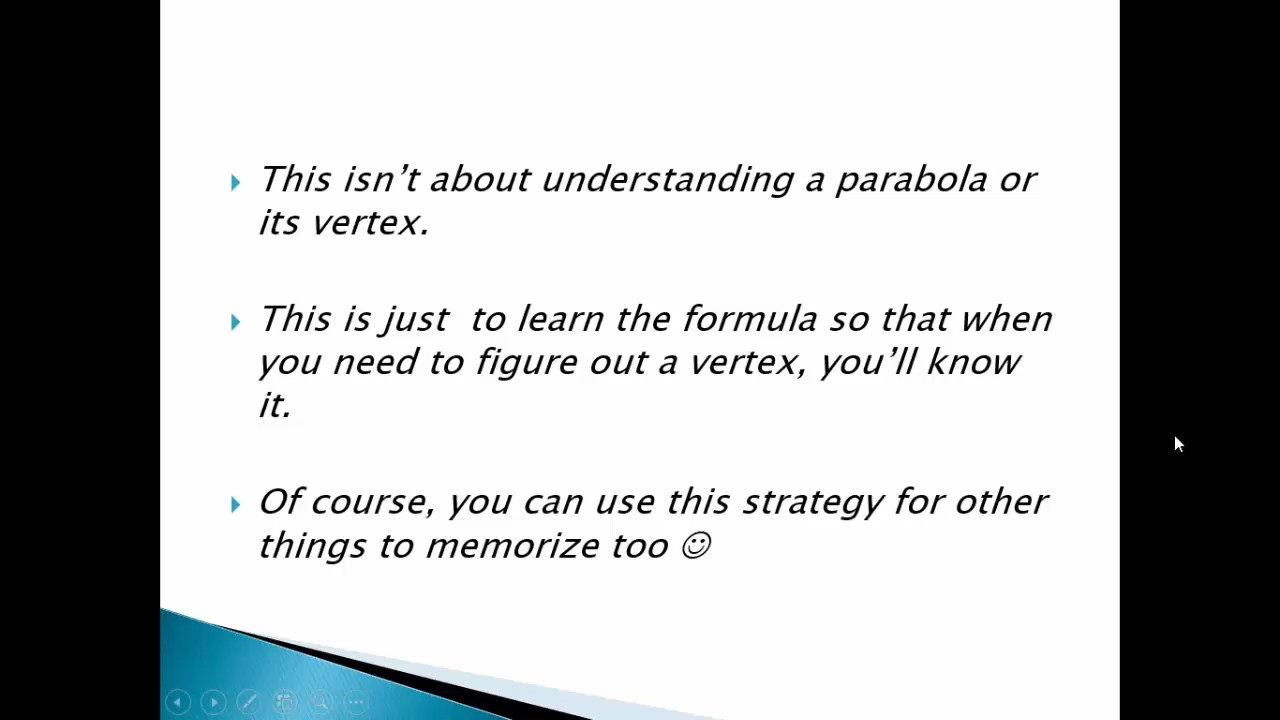 This isn’t about understanding a parabola or
its vertex.
This is just  to learn the formula so that when
you need to figure out a vertex, you’ll know
it.
Of course, you can use this strategy for other
things to memorize too ☺